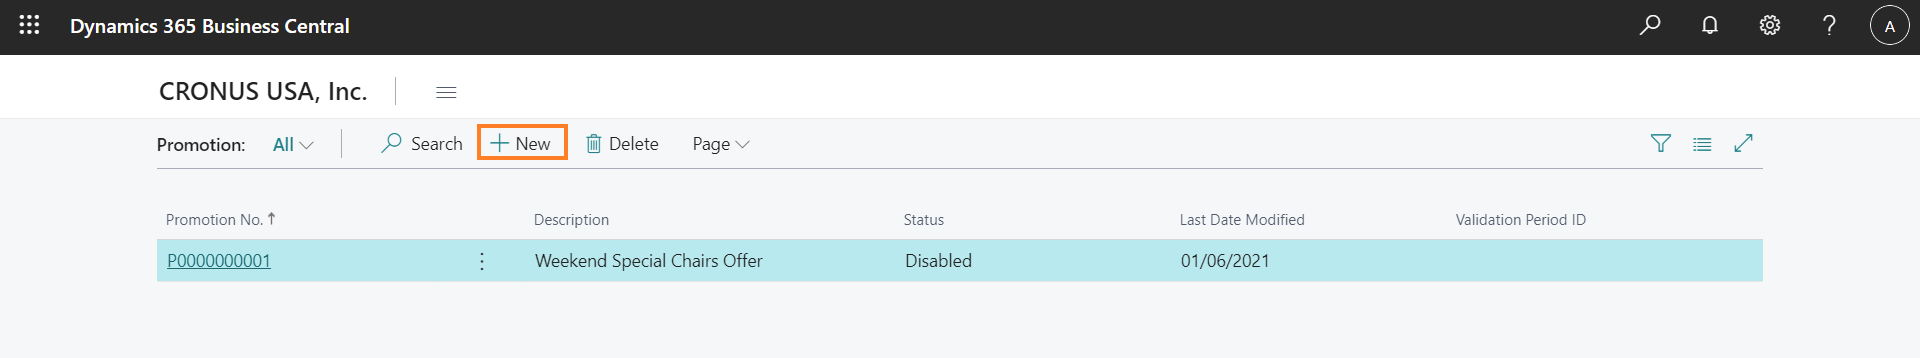 Dynamics 365 Business Central ? A
CRONUS USA, Inc.
Promotion: All Search + New Delete Page
Promotion No. ↑ Description Status Last Date Modified Validation Period ID
P0000000001 Weekend Special Chairs Offer Disabled 01/06/2021